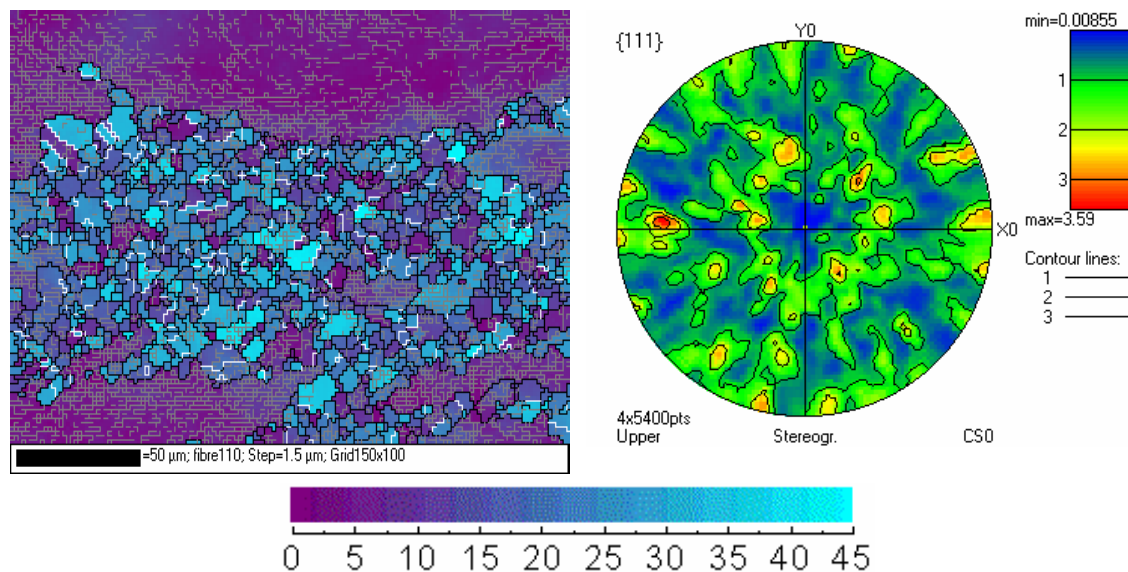 =50 µm; fibre110; Step=1.5 µm; Grid150x100
{111}
Y0
X0
4x5400pts
Upper
Stereogr.
CS0
min=0.00855
1
2
3
max=3.59
Contour lines:
1
2
3
0 5 10 15 20 25 30 35 40 45